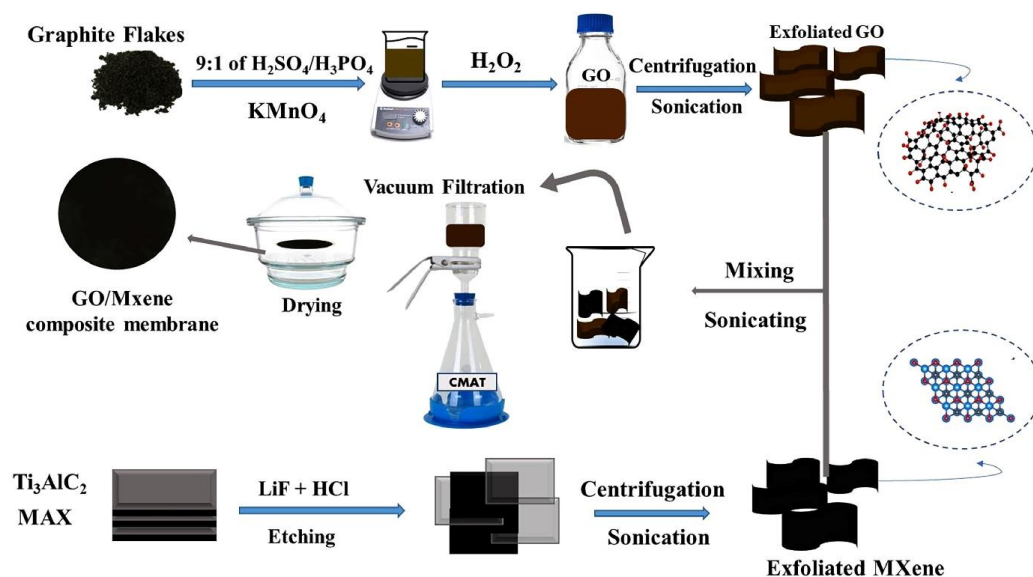 Graphite Flakes
9:1 of H₂SO₄/H₃PO₄
KMnO₄
H₂O₂
GO
Centrifugation
Sonication
Exfoliated GO
Vacuum Filtration
Mixing
Sonicating
Drying
GO/Mxene
composite membrane
CMAT
Ti₃AlC₂
MAX
LiF + HCl
Etching
Centrifugation
Sonication
Exfoliated MXene